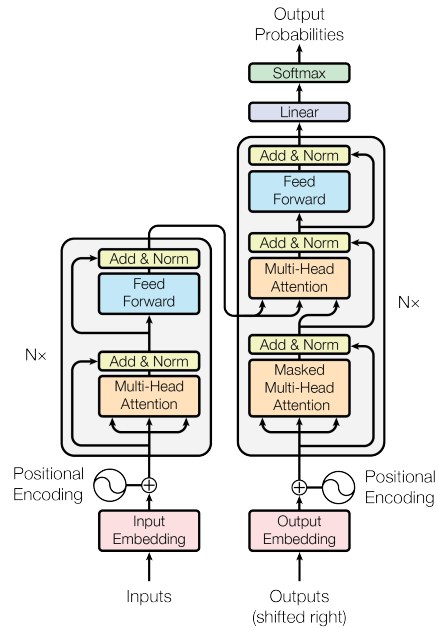 Output
Probabilities
Softmax
Linear
Add & Norm
Feed
Forward
Add & Norm
Multi-Head
Attention
Add & Norm
Masked
Multi-Head
Attention
N×
Add & Norm
Feed
Forward
Add & Norm
Multi-Head
Attention
N×
Positional
Encoding
Positional
Encoding
Input
Embedding
Output
Embedding
Inputs
Outputs
(shifted right)